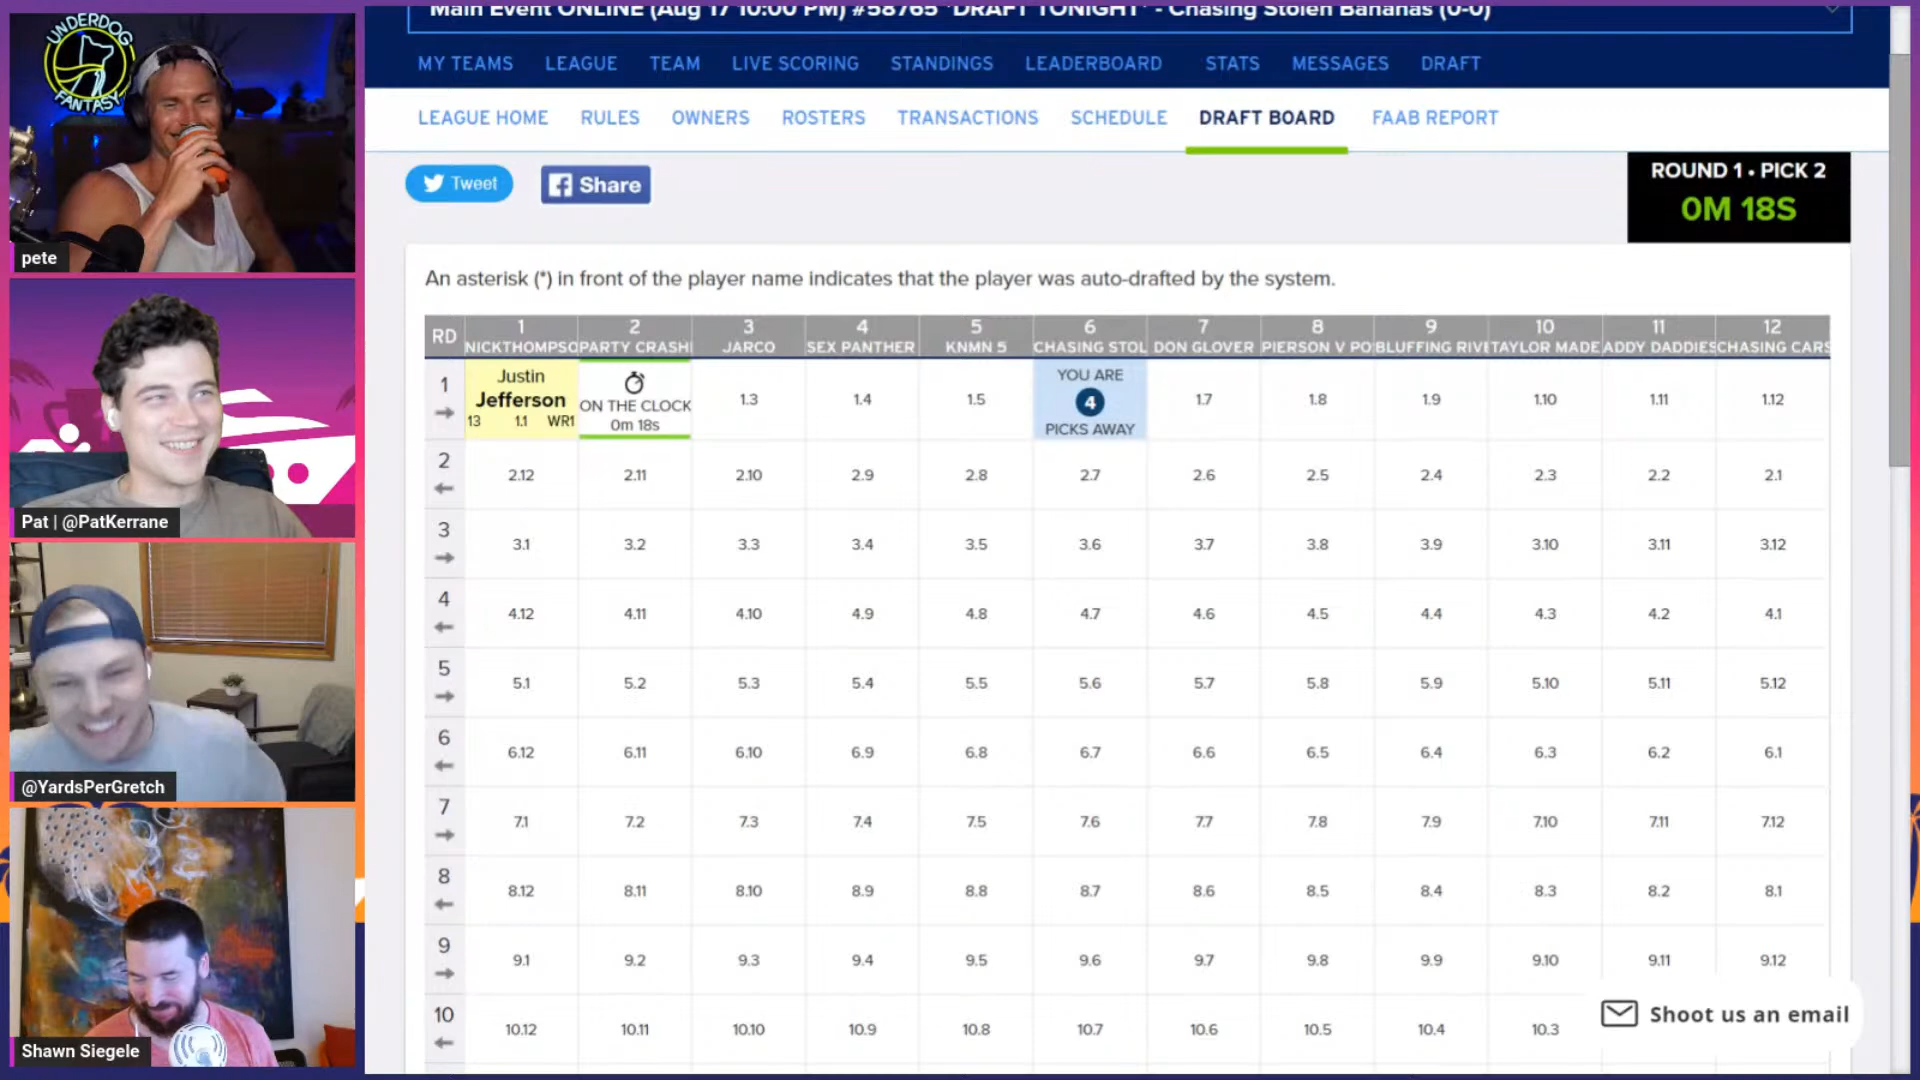 UNDERDOG
FANTASY
pete
Pat | @PatKerrane
@YardsPerGretch
Shawn Siegele
Main Event ONLINE (Aug 17 10:00 PM) #58765 *DRAFT TONIGHT* - Chasing Stolen Bananas (0-0)
MY TEAMS LEAGUE TEAM LIVE SCORING STANDINGS LEADERBOARD STATS MESSAGES DRAFT
LEAGUE HOME RULES OWNERS ROSTERS TRANSACTIONS SCHEDULE DRAFT BOARD FAAB REPORT
Tweet Share
ROUND 1 • PICK 2
0M 18S
An asterisk (*) in front of the player name indicates that the player was auto-drafted by the system.
RD 1 2 3 4 5 6 7 8 9 10 11 12
NICKTHOMPSO PARTY CRASH JARCO SEX PANTHER KNMN 5 CHASING STOL DON GLOVER PIERSON V PO BLUFFING RIVE TAYLOR MADE ADDY DADDIES CHASING CARS
1 Justin Jefferson 13 1.1 WR1 ON THE CLOCK 0m 18s 1.3 1.4 1.5 YOU ARE 4 PICKS AWAY 1.7 1.8 1.9 1.10 1.11 1.12
2 2.12 2.11 2.10 2.9 2.8 2.7 2.6 2.5 2.4 2.3 2.2 2.1
3 3.1 3.2 3.3 3.4 3.5 3.6 3.7 3.8 3.9 3.10 3.11 3.12
4 4.12 4.11 4.10 4.9 4.8 4.7 4.6 4.5 4.4 4.3 4.2 4.1
5 5.1 5.2 5.3 5.4 5.5 5.6 5.7 5.8 5.9 5.10 5.11 5.12
6 6.12 6.11 6.10 6.9 6.8 6.7 6.6 6.5 6.4 6.3 6.2 6.1
7 7.1 7.2 7.3 7.4 7.5 7.6 7.7 7.8 7.9 7.10 7.11 7.12
8 8.12 8.11 8.10 8.9 8.8 8.7 8.6 8.5 8.4 8.3 8.2 8.1
9 9.1 9.2 9.3 9.4 9.5 9.6 9.7 9.8 9.9 9.10 9.11 9.12
10 10.12 10.11 10.10 10.9 10.8 10.7 10.6 10.5 10.4 10.3
Shoot us an email